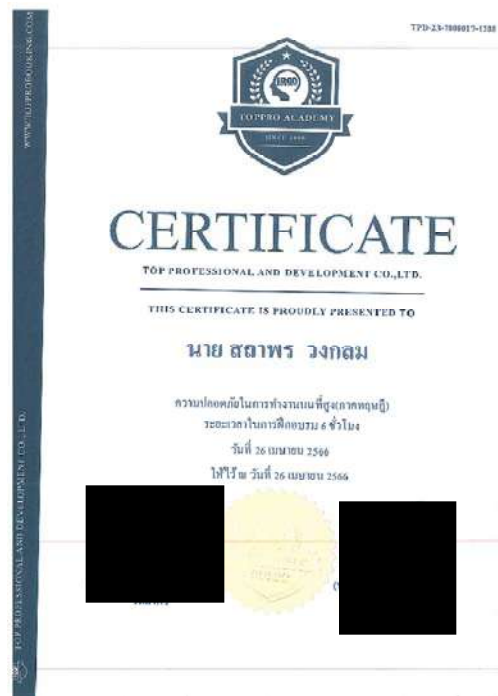 WWW.TOPPROBOOKING.COM
TOPPRO ACADEMY
CERTIFICATE
TOP PROFESSIONAL AND DEVELOPMENT CO.,LTD.
THIS CERTIFICATE IS PROUDLY PRESENTED TO
นาย สถาพร วงกลม
ความปลอดภัยในการทำงานบนที่สูง(ภาคทฤษฎี)
ระยะเวลาในการฝึกอบรม 6 ชั่วโมง
วันที่ 26 เมษายน 2566
ให้ไว้ ณ วันที่ 26 เมษายน 2566
TOP PROFESSIONAL AND DEVELOPMENT CO.,LTD.